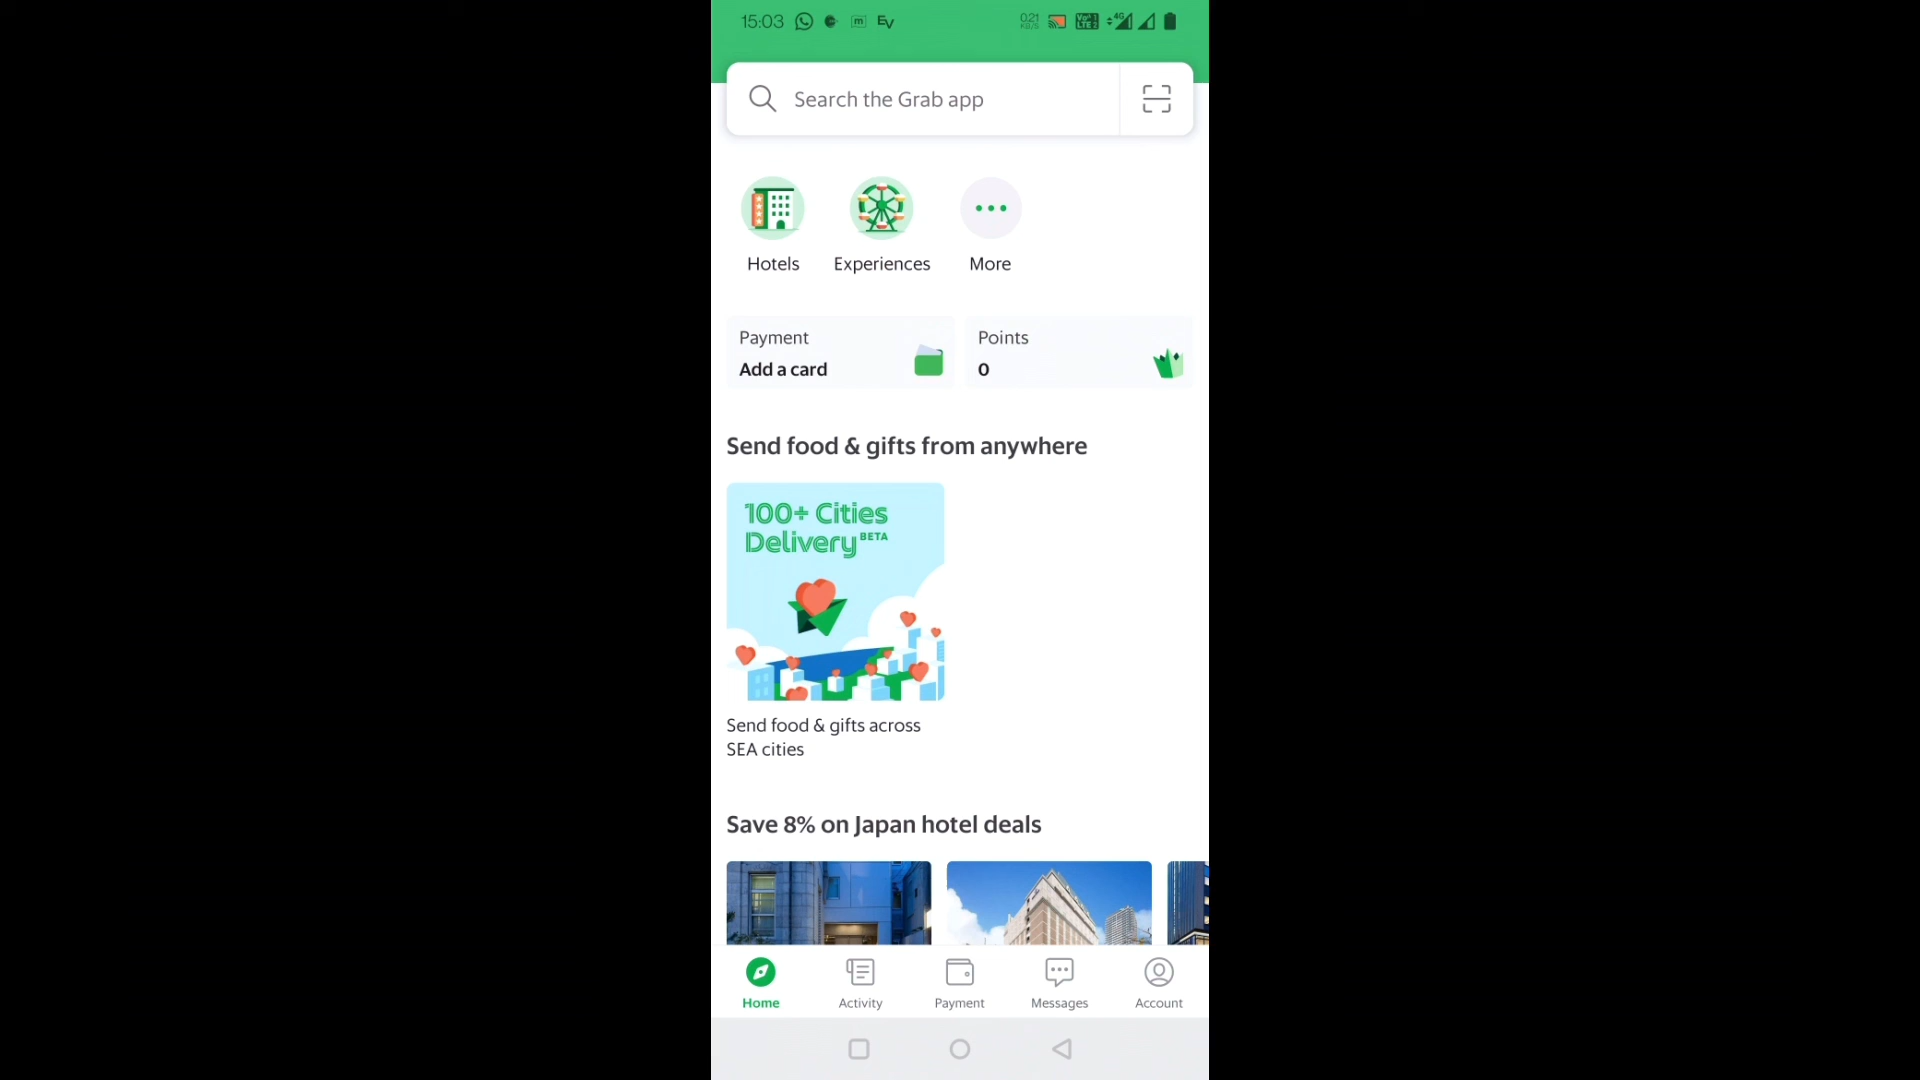 15:03
Search the Grab app
Hotels
Experiences
More
Payment
Add a card
Points
0
Send food & gifts from anywhere
100+ Cities
Delivery BETA
Send food & gifts across
SEA cities
Save 8% on Japan hotel deals
Home
Activity
Payment
Messages
Account